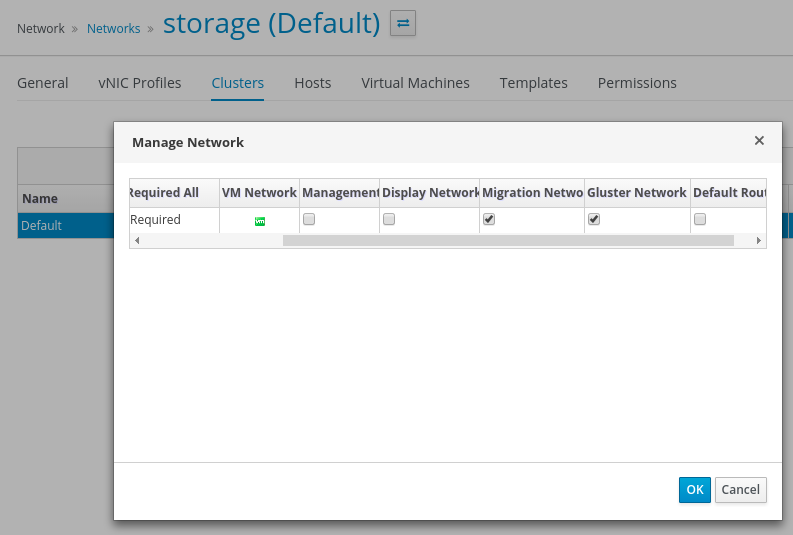 Network » Networks » storage (Default)
General vNIC Profiles Clusters Hosts Virtual Machines Templates Permissions
Manage Network
Name
Default
Required All VM Network Management Display Network Migration Netwo Gluster Network Default Rout
Required vm
OK Cancel